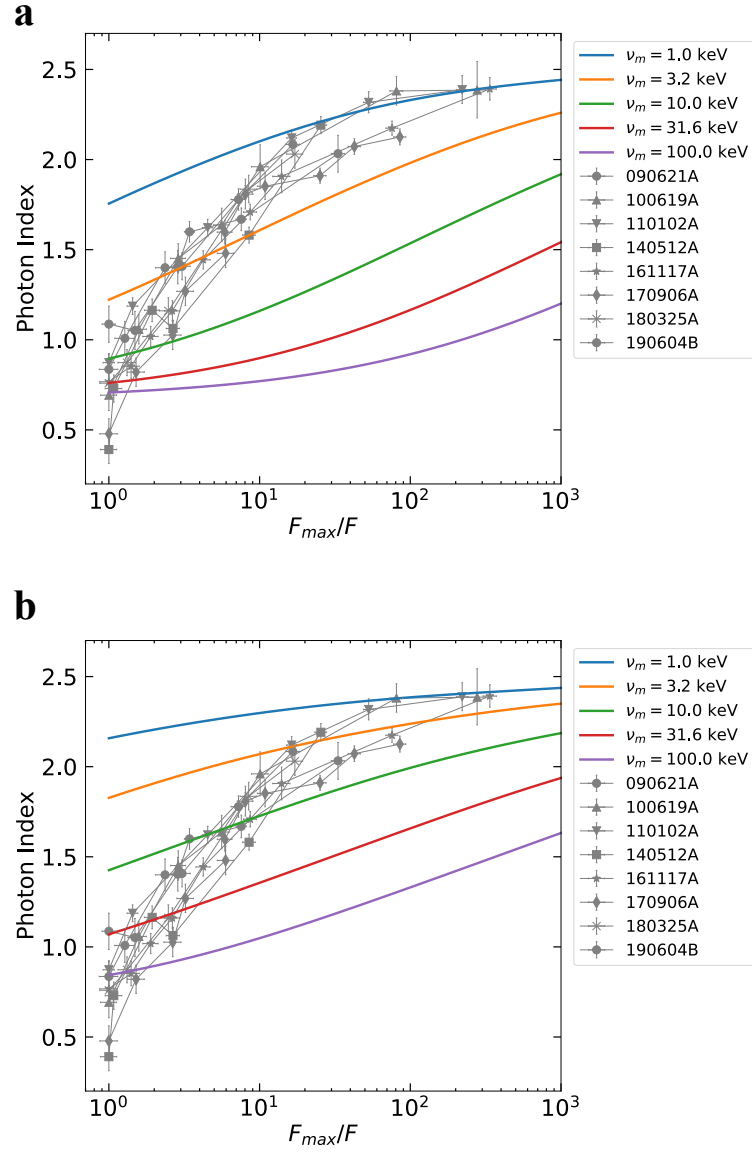 a
Photon Index
2.5
2.0
1.5
1.0
0.5
10^0
10^1
10^2
10^3
F_{max}/F
ν_m = 1.0 keV
ν_m = 3.2 keV
ν_m = 10.0 keV
ν_m = 31.6 keV
ν_m = 100.0 keV
090621A
100619A
110102A
140512A
161117A
170906A
180325A
190604B
b
Photon Index
2.5
2.0
1.5
1.0
0.5
10^0
10^1
10^2
10^3
F_{max}/F
ν_m = 1.0 keV
ν_m = 3.2 keV
ν_m = 10.0 keV
ν_m = 31.6 keV
ν_m = 100.0 keV
090621A
100619A
110102A
140512A
161117A
170906A
180325A
190604B